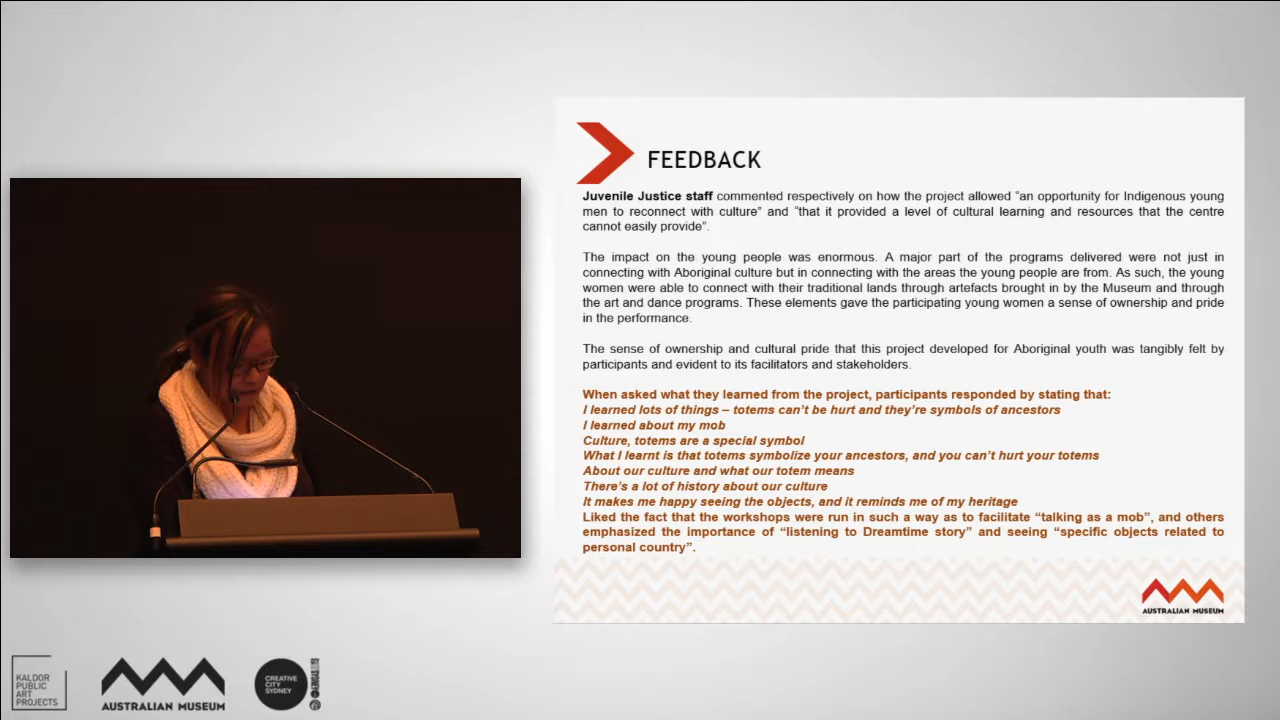 FEEDBACK
Juvenile Justice staff commented respectively on how the project allowed “an opportunity for Indigenous young
men to reconnect with culture” and “that it provided a level of cultural learning and resources that the centre
cannot easily provide”.
The impact on the young people was enormous. A major part of the programs delivered were not just in
connecting with Aboriginal culture but in connecting with the areas the young people are from. As such, the young
women were able to connect with their traditional lands through artefacts brought in by the Museum and through
the art and dance programs. These elements gave the participating young women a sense of ownership and pride
in the performance.
The sense of ownership and cultural pride that this project developed for Aboriginal youth was tangibly felt by
participants and evident to its facilitators and stakeholders.
When asked what they learned from the project, participants responded by stating that:
I learned lots of things – totems can’t be hurt and they’re symbols of ancestors
I learned about my mob
Culture, totems are a special symbol
What I learnt is that totems symbolize your ancestors, and you can’t hurt your totems
About our culture and what our totem means
There’s a lot of history about our culture
It makes me happy seeing the objects, and it reminds me of my heritage
Liked the fact that the workshops were run in such a way as to facilitate “talking as a mob”, and others
emphasized the importance of “listening to Dreamtime story” and seeing “specific objects related to
personal country”.
AUSTRALIAN MUSEUM
KALDOR
PUBLIC
ART
PROJECTS
AUSTRALIAN MUSEUM
CREATIVE
CITY
SYDNEY